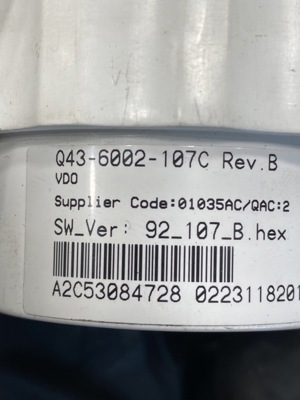 Q43-6002-107C Rev.B
VDO
Supplier Code:01035AC/QAC:2
SW_Ver: 92_107_B.hex
A2C53084728 0223118201